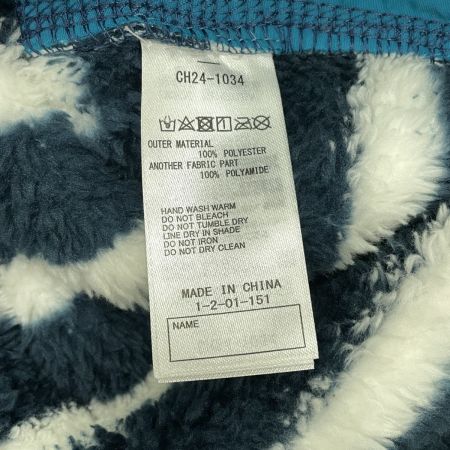 CH24-1034
OUTER MATERIAL
100% POLYESTER
ANOTHER FABRIC PART
100% POLYAMIDE
HAND WASH WARM
DO NOT BLEACH
DO NOT TUMBLE DRY
LINE DRY IN SHADE
DO NOT IRON
DO NOT DRY CLEAN
MADE IN CHINA
1-2-01-151
NAME